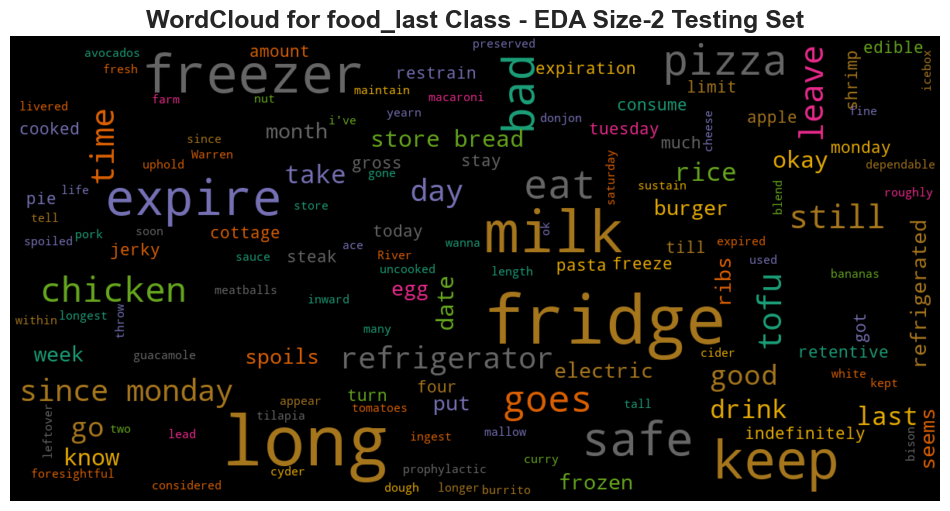 WordCloud for food_last Class - EDA Size-2 Testing Set
avocados
amount
preserved
edible
fresh
freezer
restrain
bad
expiration
pizza
leave
shrimp
icebox
livered
farm
nut
maintain
macaroni
limit
cooked
time
since
i've
yearn
donjon
consume
apple
fine
month
store bread
tuesday
much
cheese
monday
uphold
Warren
gross
stay
okay
dependable
pie
life
expire
take
gone
day
eat
saturday
sustain
rice
roughly
tell
store
burger
blend
still
spoiled
pork
soon
cottage
today
ace
wanna
milk
ok
till
expired
used
jerky
sauce
steak
River
uncooked
length
pasta
freeze
ribs
tofu
bananas
refrigerated
chicken
meatballs
inward
egg
date
fridge
within
longest
throw
many
got
week
guacamole
spoils
refrigerator
cider
retentive
since monday
appear
turn
four
electric
good
white
kept
tomatoes
put
goes
tall
drink
last
leftover
go
two
lead
tilapia
long
ingest
mallow
safe
indefinitely
seems
know
foresightful
considered
cyder
prophylactic
curry
keep
bison
dough
longer
burrito
frozen